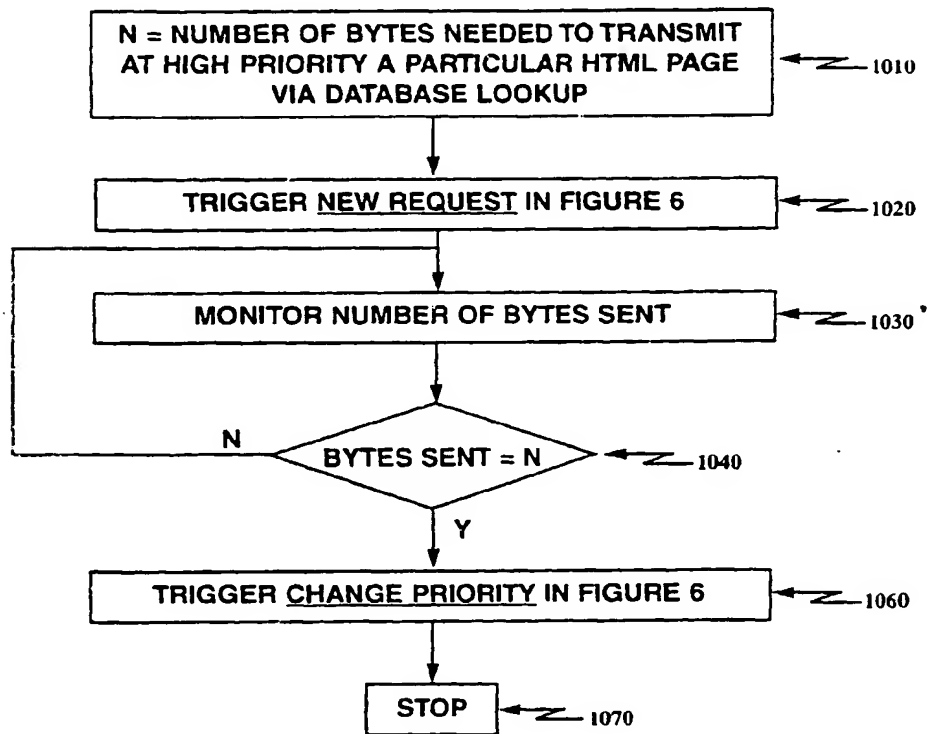 N = NUMBER OF BYTES NEEDED TO TRANSMIT
AT HIGH PRIORITY A PARTICULAR HTML PAGE
VIA DATABASE LOOKUP
1010
TRIGGER NEW REQUEST IN FIGURE 6
1020
MONITOR NUMBER OF BYTES SENT
1030
N
BYTES SENT = N
1040
Y
TRIGGER CHANGE PRIORITY IN FIGURE 6
1060
STOP
1070